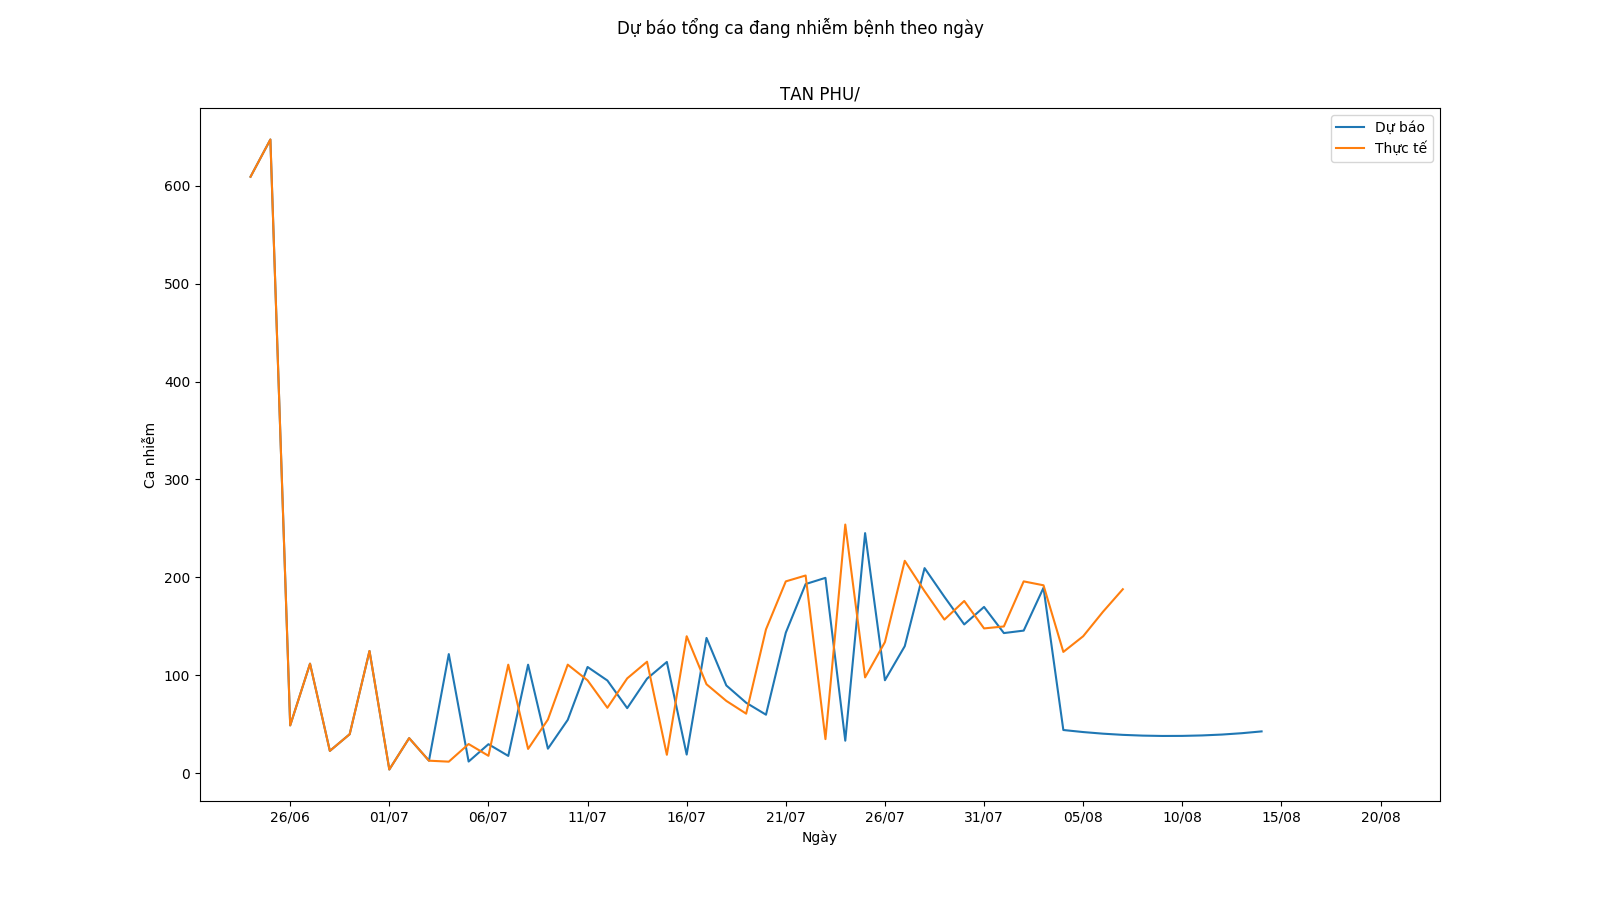 Dự báo tổng ca đang nhiễm bệnh theo ngày
TAN PHU/
Dự báo
Thực tế
600
500
400
300
200
100
0
Ca nhiễm
26/06 01/07 06/07 11/07 16/07 21/07 26/07 31/07 05/08 10/08 15/08 20/08
Ngày